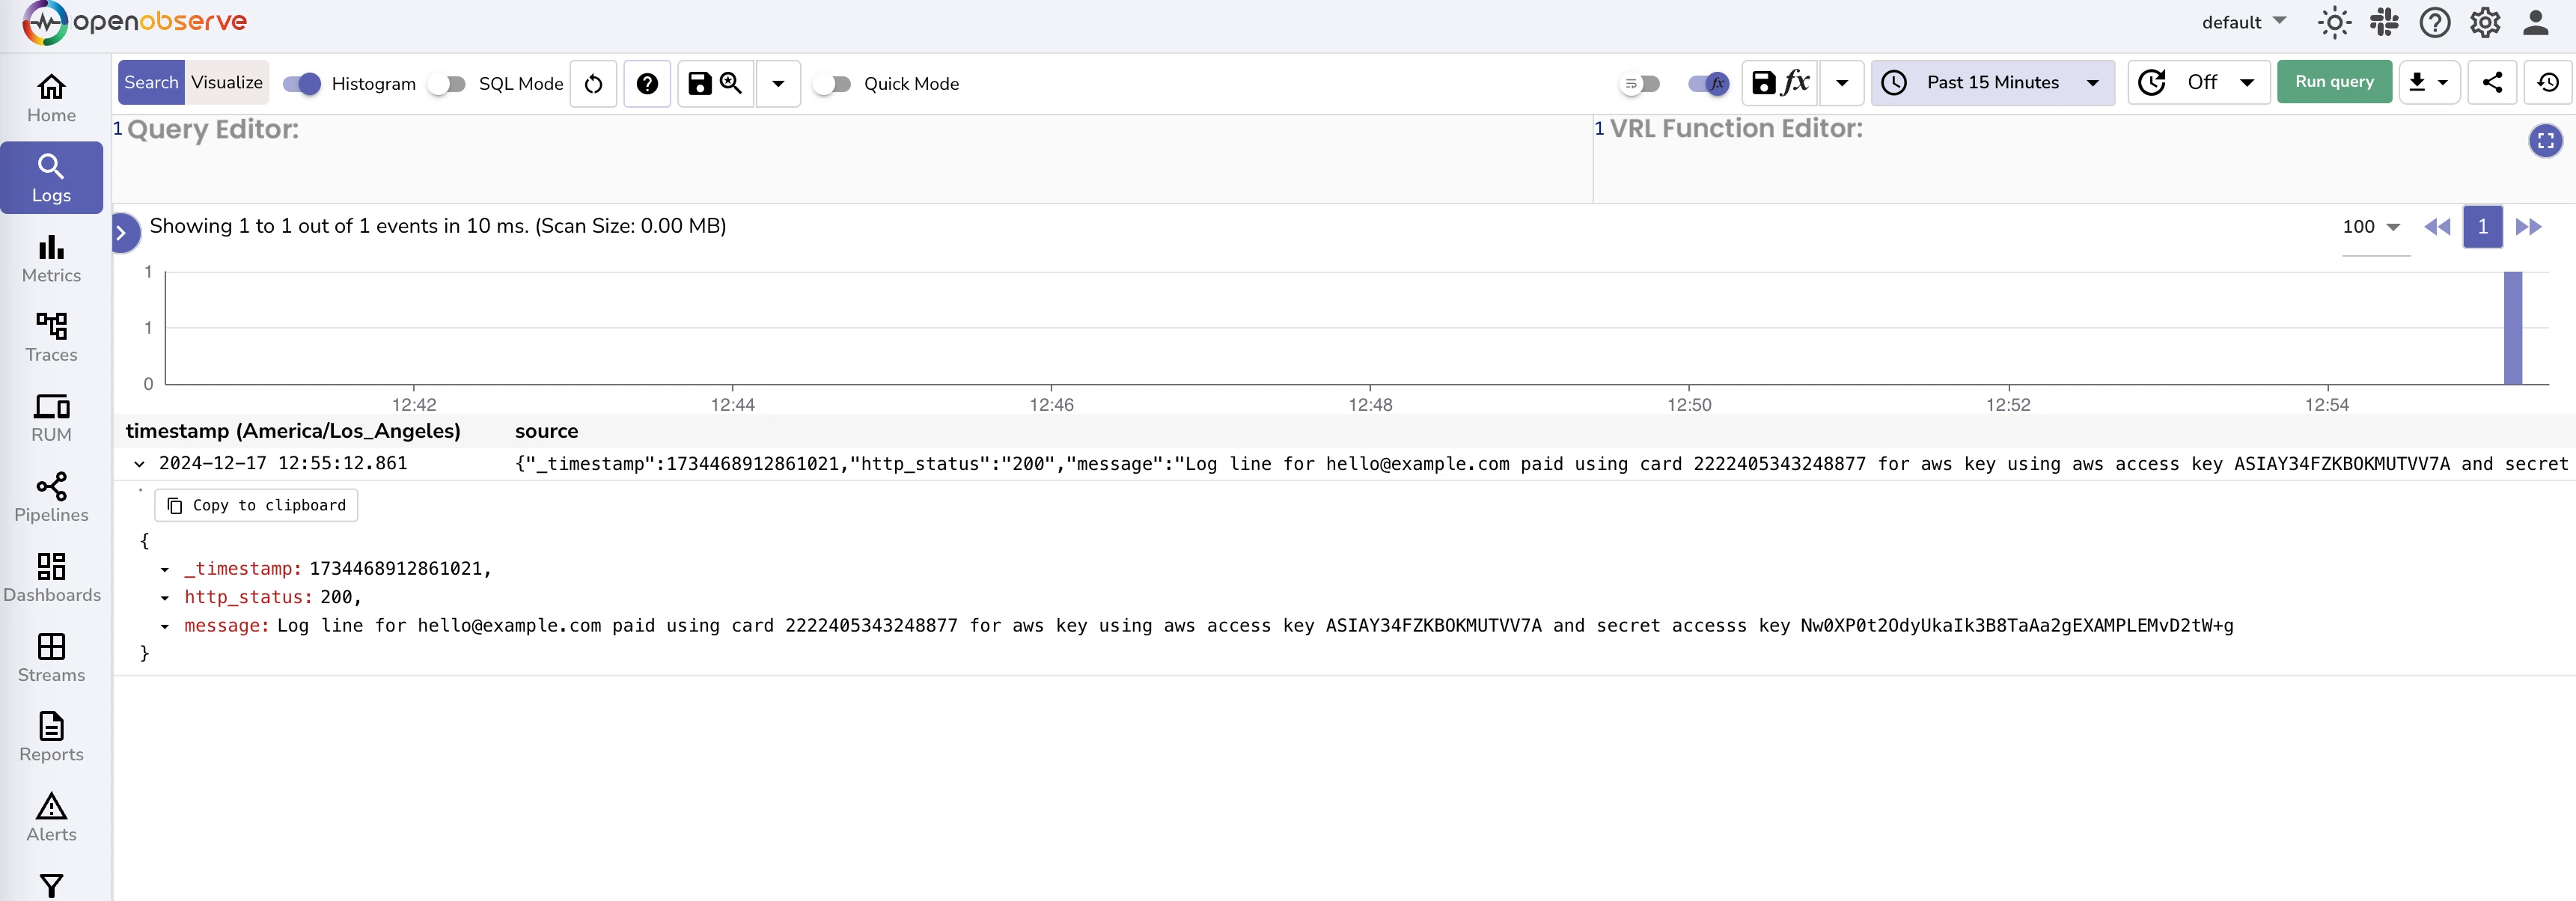 openobserve
default
Search Visualize Histogram SQL Mode Quick Mode fx fx Past 15 Minutes Off Run query
Home
Logs
Metrics
Traces
RUM
Pipelines
Dashboards
Streams
Reports
Alerts
1 Query Editor:
1 VRL Function Editor:
Showing 1 to 1 out of 1 events in 10 ms. (Scan Size: 0.00 MB)
100 1
1
1
0
12:42 12:44 12:46 12:48 12:50 12:52 12:54
timestamp (America/Los_Angeles) source
2024-12-17 12:55:12.861 {"_timestamp":1734468912861021,"http_status":"200","message":"Log line for hello@example.com paid using card 2222405343248877 for aws key using aws access key ASIAY34FZKBOKMUTVV7A and secret
Copy to clipboard
{
_timestamp: 1734468912861021,
http_status: 200,
message: Log line for hello@example.com paid using card 2222405343248877 for aws key using aws access key ASIAY34FZKBOKMUTVV7A and secret accesss key Nw0XP0t2OdyUkaIk3B8TaAa2gEXAMPLEMvD2tW+g
}